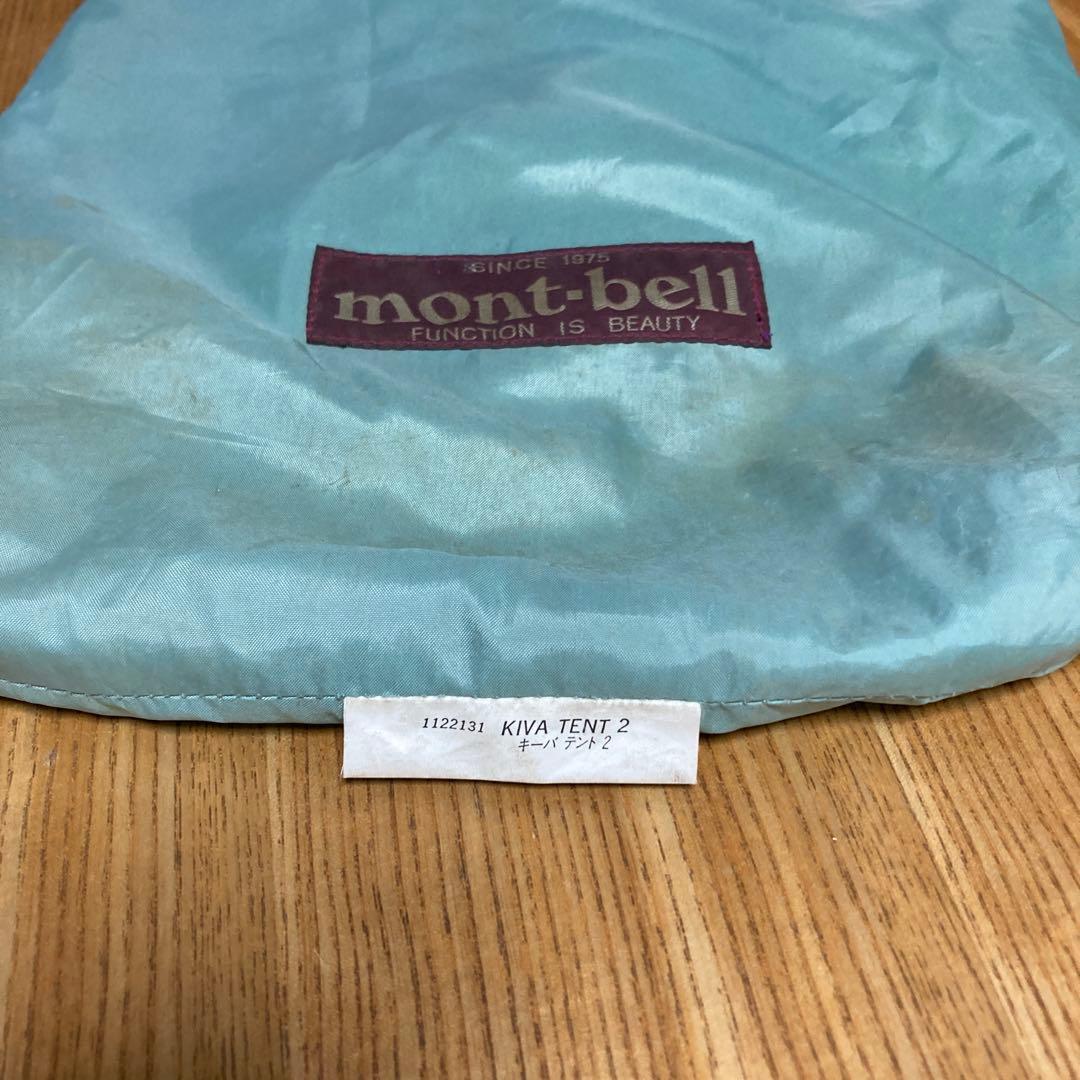 SINCE 1975
mont-bell
FUNCTION IS BEAUTY
1122131 KIVA TENT 2
キーバ テント 2